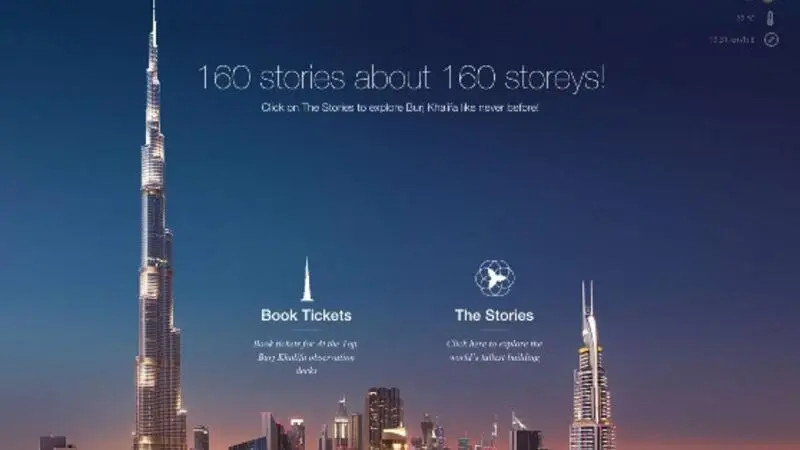 160 stories about 160 storeys!
Click on The Stories to explore Burj Khalifa like never before!
Book Tickets
Book tickets for At the Top,
Burj Khalifa observation
decks
The Stories
Click here to explore the
world's tallest building